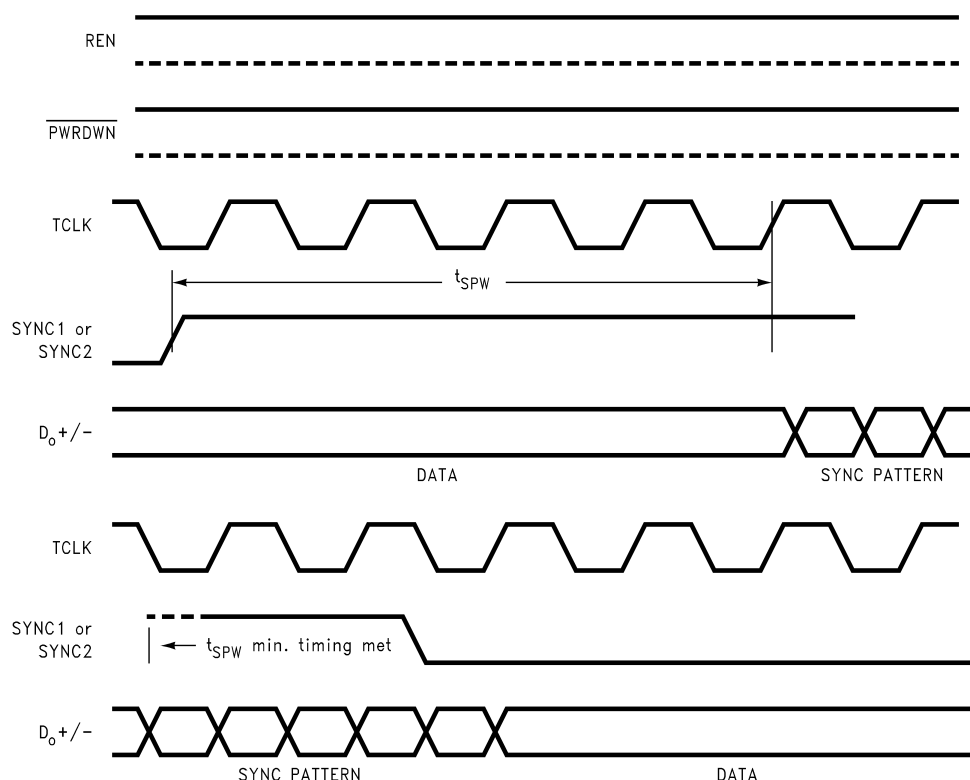 REN
PWRDWN
TCLK
tSPW
SYNC1 or
SYNC2
Do+/-
DATA
SYNC PATTERN
TCLK
SYNC1 or
SYNC2
tSPW min. timing met
Do+/-
SYNC PATTERN
DATA